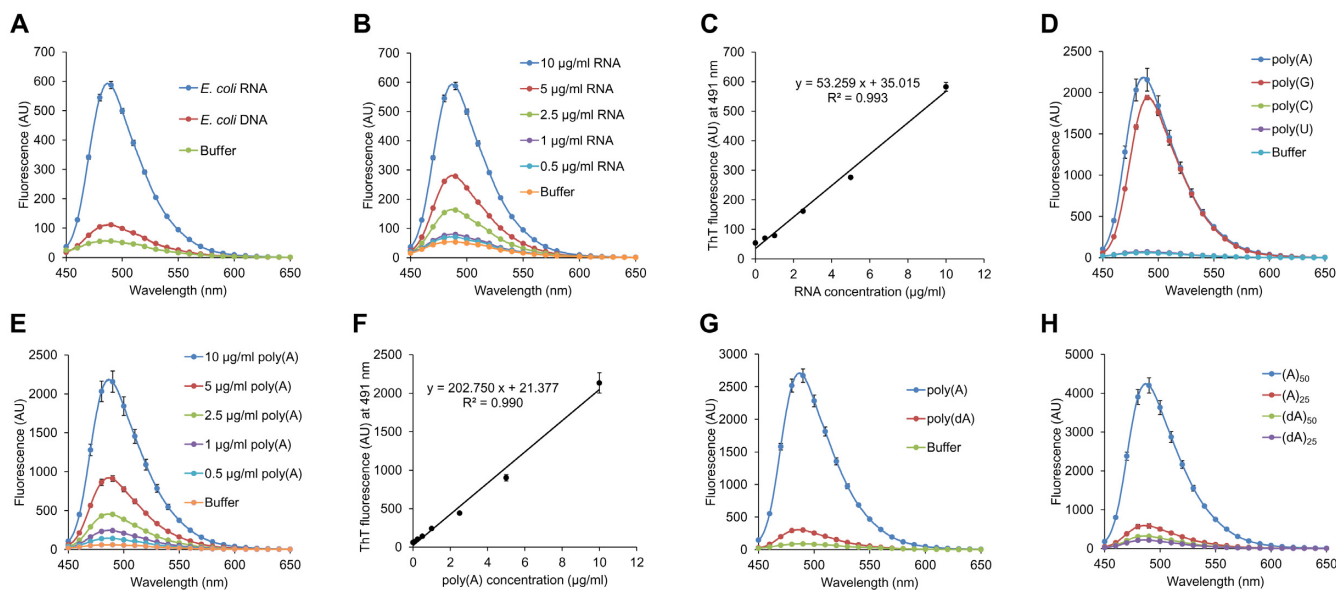 A
Fluorescence (AU)
700
600
500
400
300
200
100
0
450 500 550 600 650
Wavelength (nm)
E. coli RNA
E. coli DNA
Buffer
B
Fluorescence (AU)
700
600
500
400
300
200
100
0
450 500 550 600 650
Wavelength (nm)
10 µg/ml RNA
5 µg/ml RNA
2.5 µg/ml RNA
1 µg/ml RNA
0.5 µg/ml RNA
Buffer
C
ThT fluorescence (AU) at 491 nm
700
600
500
400
300
200
100
0
0 2 4 6 8 10 12
RNA concentration (µg/ml)
y = 53.259 x + 35.015
R² = 0.993
D
Fluorescence (AU)
2500
2000
1500
1000
500
0
450 500 550 600 650
Wavelength (nm)
poly(A)
poly(G)
poly(C)
poly(U)
Buffer
E
Fluorescence (AU)
2500
2000
1500
1000
500
0
450 500 550 600 650
Wavelength (nm)
10 µg/ml poly(A)
5 µg/ml poly(A)
2.5 µg/ml poly(A)
1 µg/ml poly(A)
0.5 µg/ml poly(A)
Buffer
F
ThT fluorescence (AU) at 491 nm
2500
2000
1500
1000
500
0
0 2 4 6 8 10 12
poly(A) concentration (µg/ml)
y = 202.750 x + 21.377
R² = 0.990
G
Fluorescence (AU)
3000
2500
2000
1500
1000
500
0
450 500 550 600 650
Wavelength (nm)
poly(A)
poly(dA)
Buffer
H
Fluorescence (AU)
5000
4000
3000
2000
1000
0
450 500 550 600 650
Wavelength (nm)
(A)₅₀
(A)₂₅
(dA)₅₀
(dA)₂₅